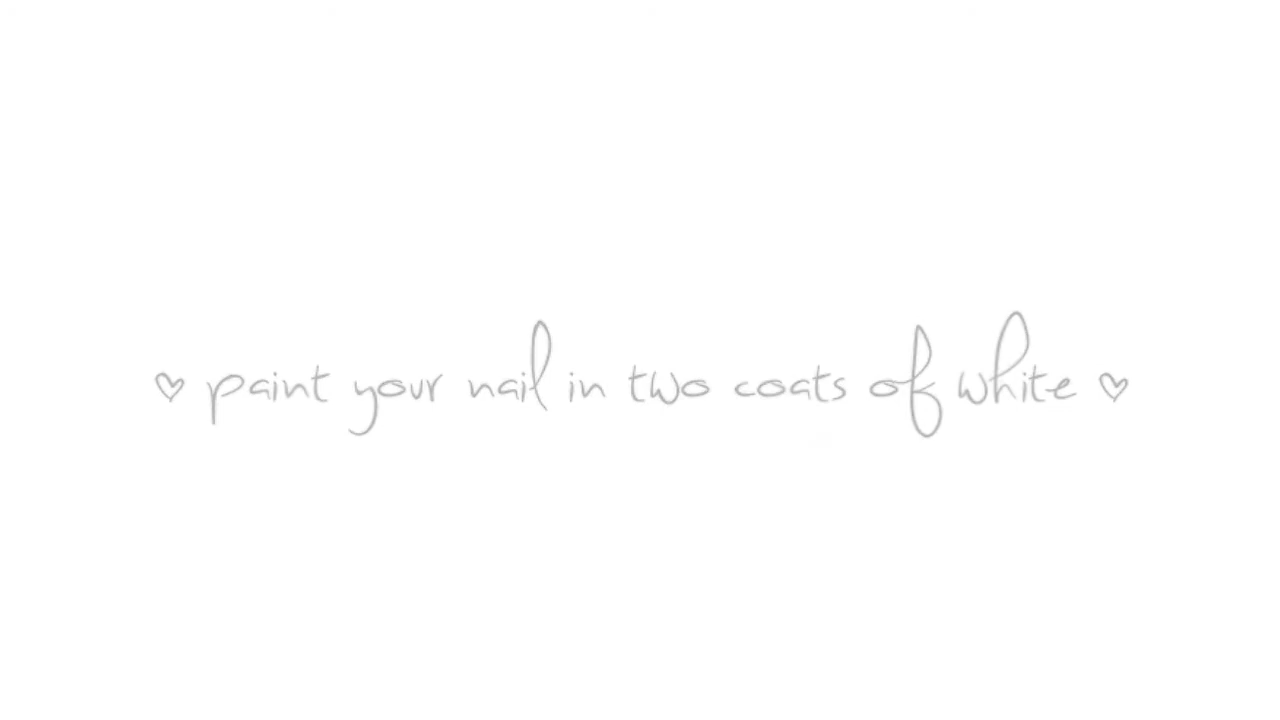 ♡ paint your nail in two coats of white ♡